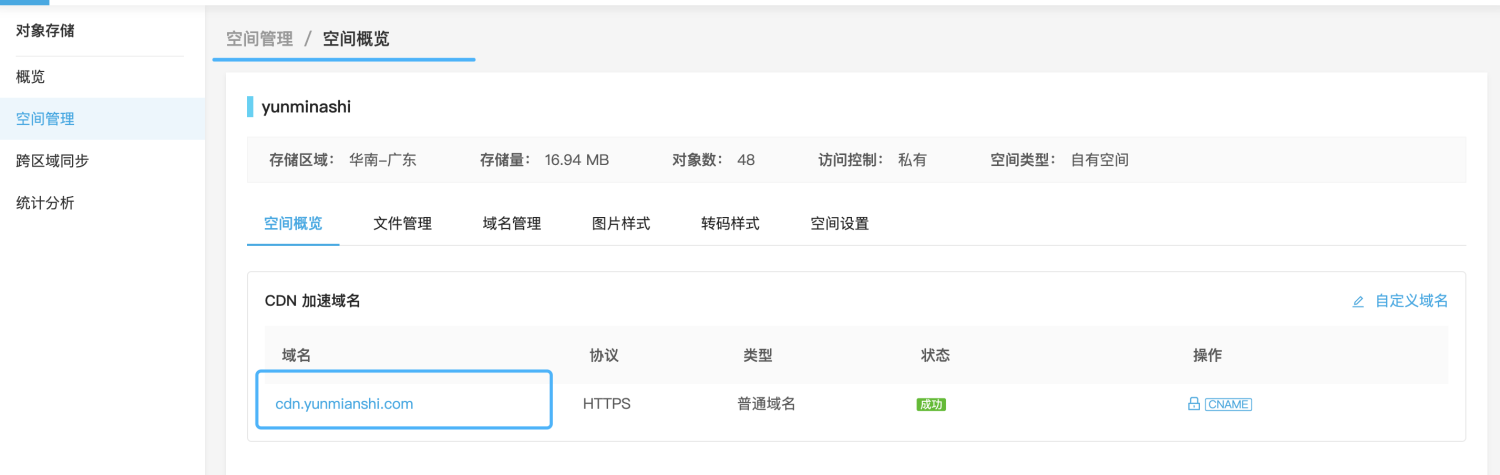 对象存储
概览
空间管理
跨区域同步
统计分析
空间管理 / 空间概览
yunminashi
存储区域： 华南-广东 存储量： 16.94 MB 对象数： 48 访问控制： 私有 空间类型： 自有空间
空间概览 文件管理 域名管理 图片样式 转码样式 空间设置
CDN 加速域名 自定义域名
域名 协议 类型 状态 操作
cdn.yunmianshi.com HTTPS 普通域名 成功 CNAME